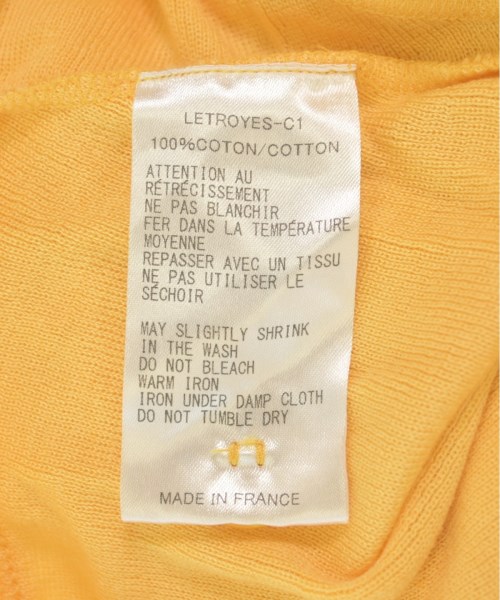 LETROYES-C1
100%COTON/COTTON
ATTENTION AU
RÉTRÉCISSEMENT
NE PAS BLANCHIR
FER DANS LA TEMPÉRATURE
MOYENNE
REPASSER AVEC UN TISSU
NE PAS UTILISER LE
SÉCHOIR
MAY SLIGHTLY SHRINK
IN THE WASH
DO NOT BLEACH
WARM IRON
IRON UNDER DAMP CLOTH
DO NOT TUMBLE DRY
MADE IN FRANCE